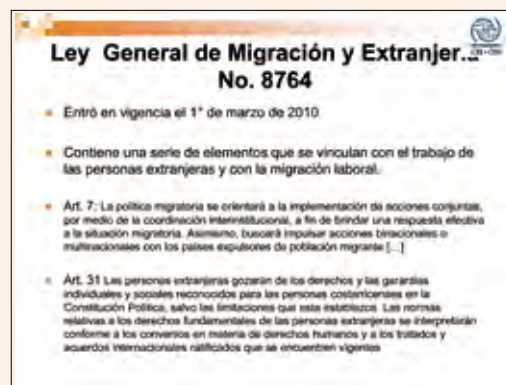 Ley General de Migración y Extranjer...
No. 8764
Entró en vigencia el 1° de marzo de 2010
Contiene una serie de elementos que se vinculan con el trabajo de
las personas extranjeras y con la migración laboral.
Art. 7: La política migratoria se orientará a la implementación de acciones conjuntas,
por medio de la coordinación interinstitucional, a fin de brindar una respuesta efectiva
a la situación migratoria. Asimismo, buscará impulsar acciones binacionales o
multinacionales con los países expulsores de población migrante [...]
Art. 31 Las personas extranjeras gozarán de los derechos y las garantías
individuales y sociales reconocidos para las personas costarricenses en la
Constitución Política, salvo las limitaciones que esta establezca. Las normas
relativas a los derechos fundamentales de las personas extranjeras se interpretarán
conforme a los convenios en materia de derechos humanos y a los tratados y
acuerdos internacionales ratificados que se encuentren vigentes